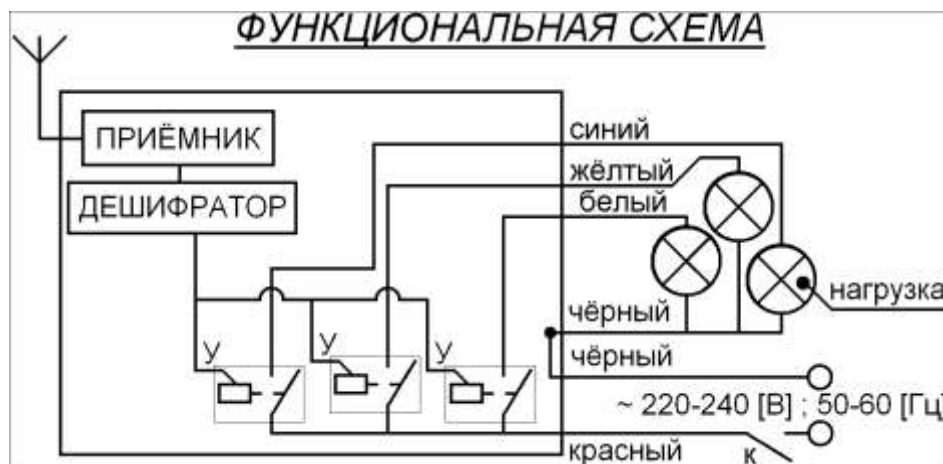 ФУНКЦИОНАЛЬНАЯ СХЕМА
ПРИЁМНИК
ДЕШИФРАТОР
синий
жёлтый
белый
нагрузка
чёрный
чёрный
У
У
У
~ 220-240 [В] ; 50-60 [Гц]
красный
к